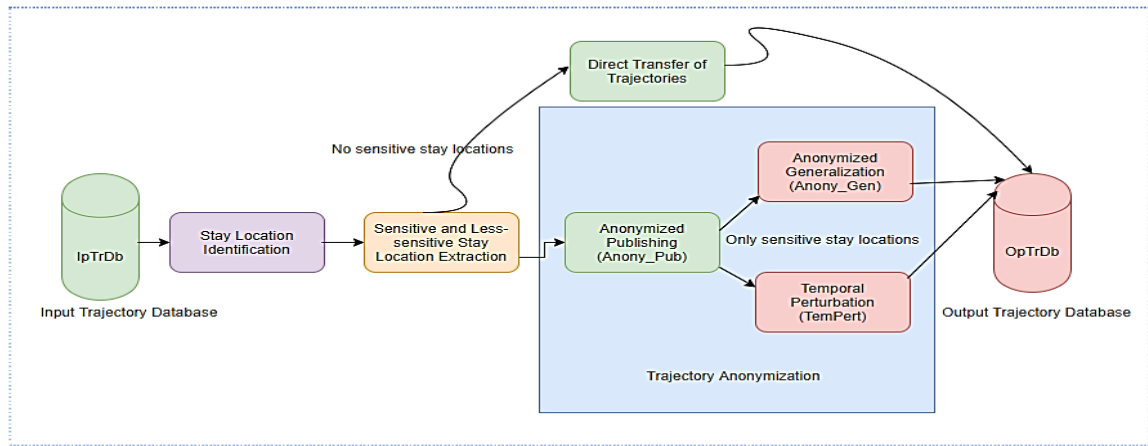 Direct Transfer of
Trajectories
No sensitive stay locations
Anonymized
Generalization
(Anony_Gen)
IpTrDb
Stay Location
Identification
Sensitive and Less-
sensitive Stay
Location Extraction
Anonymized
Publishing
(Anony_Pub)
Only sensitive stay locations
OpTrDb
Temporal
Perturbation
(TemPert)
Input Trajectory Database
Output Trajectory Database
Trajectory Anonymization